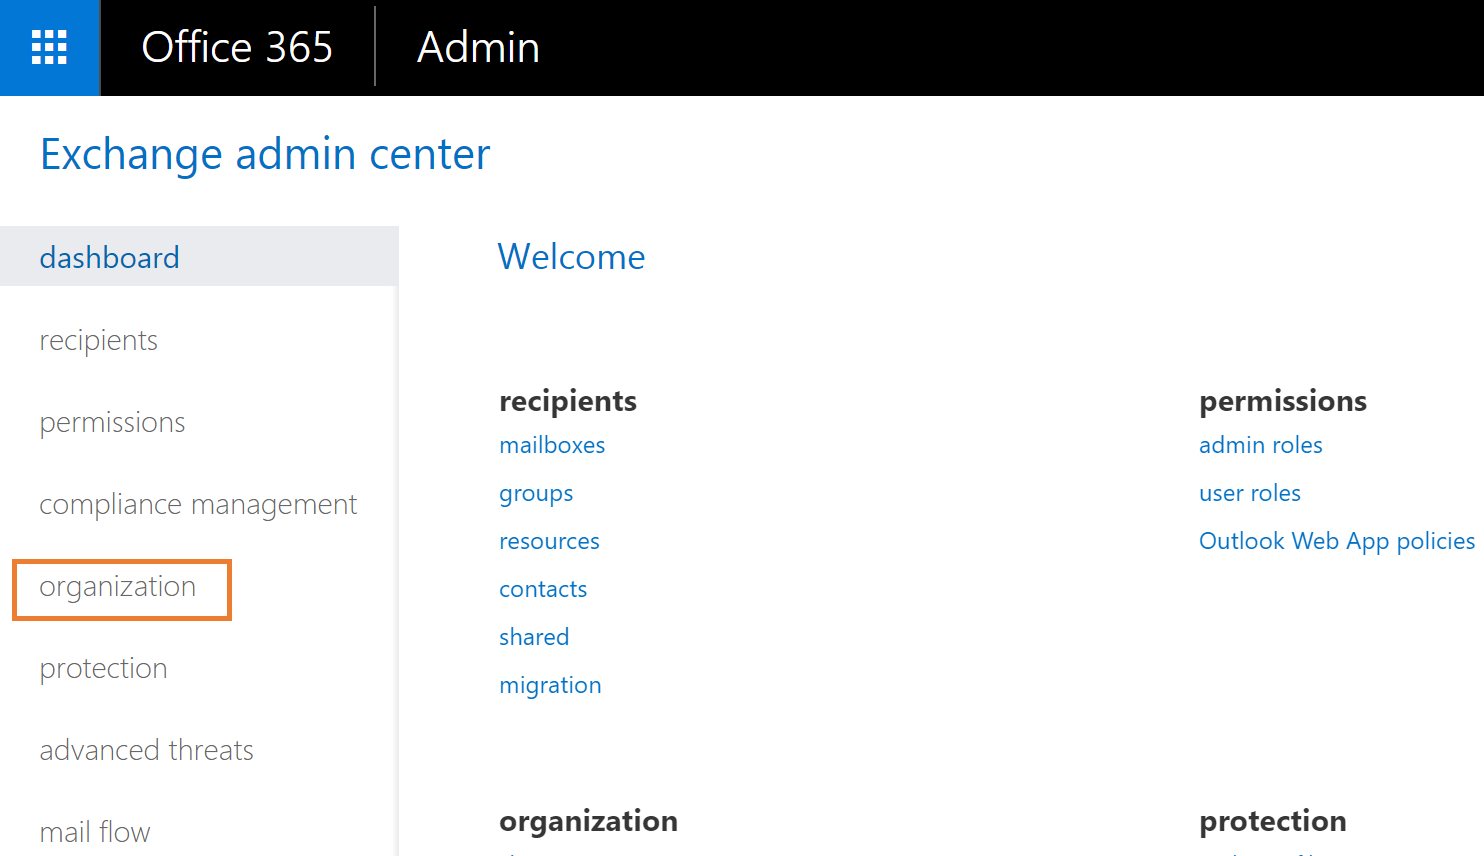 Office 365 Admin
Exchange admin center
dashboard
recipients
permissions
compliance management
organization
protection
advanced threats
mail flow
Welcome
recipients
mailboxes
groups
resources
contacts
shared
migration
permissions
admin roles
user roles
Outlook Web App policies
organization
protection